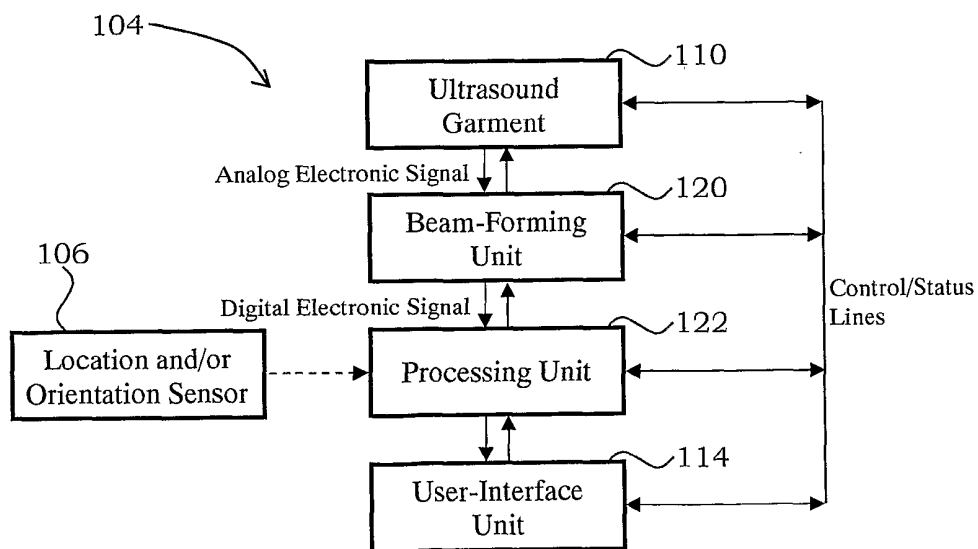 104
110
Ultrasound
Garment
Analog Electronic Signal
120
Beam-Forming
Unit
106
Digital Electronic Signal
122
Control/Status
Lines
Location and/or
Orientation Sensor
Processing Unit
114
User-Interface
Unit